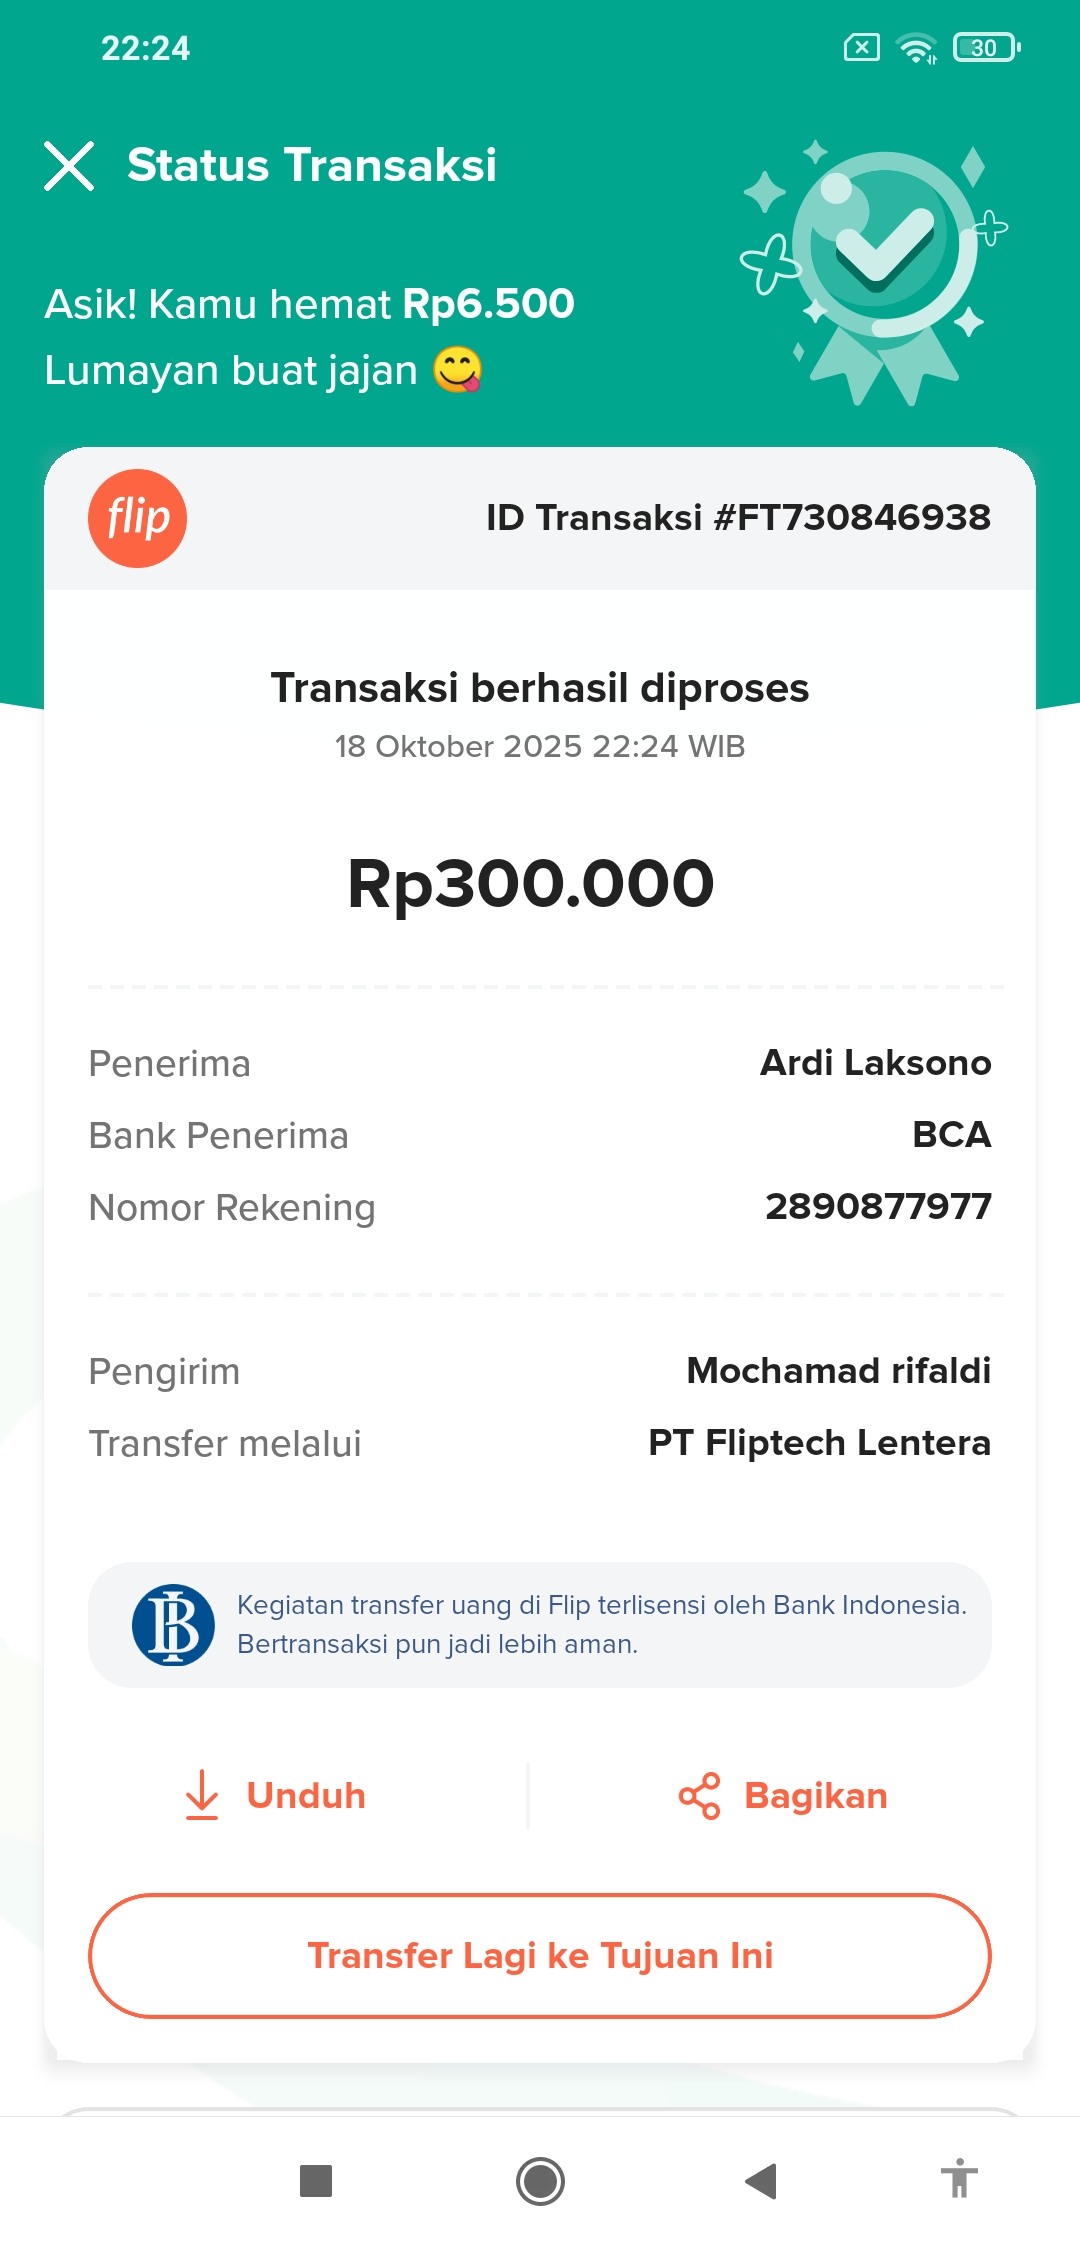 22:24
30
Status Transaksi
Asik! Kamu hemat Rp6.500
Lumayan buat jajan 😋
flip
ID Transaksi #FT730846938
Transaksi berhasil diproses
18 Oktober 2025 22:24 WIB
Rp300.000
Penerima Ardi Laksono
Bank Penerima BCA
Nomor Rekening 2890877977
Pengirim Mochamad rifaldi
Transfer melalui PT Fliptech Lentera
Kegiatan transfer uang di Flip terlisensi oleh Bank Indonesia.
Bertransaksi pun jadi lebih aman.
Unduh
Bagikan
Transfer Lagi ke Tujuan Ini